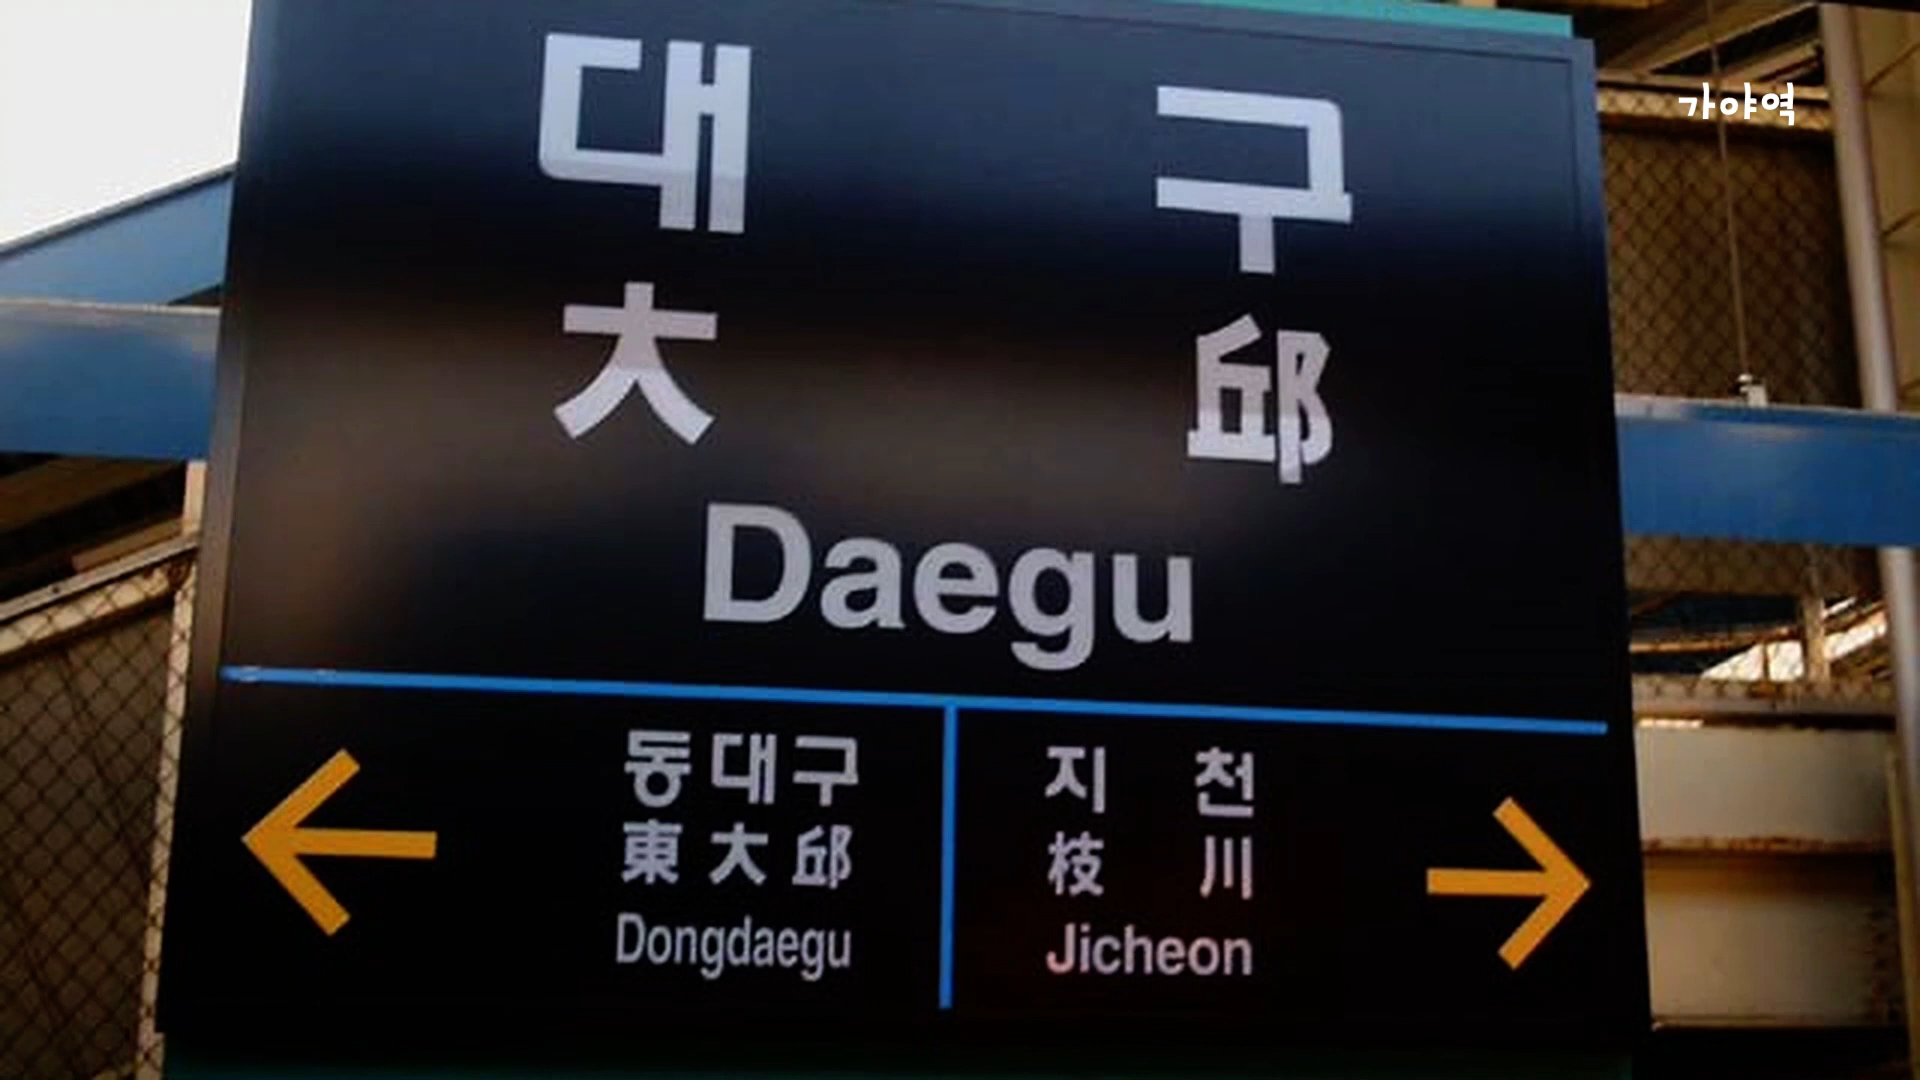 가야역
대 구
大 邱
Daegu
동대구
東大邱
Dongdaegu
지 천
枝 川
Jicheon